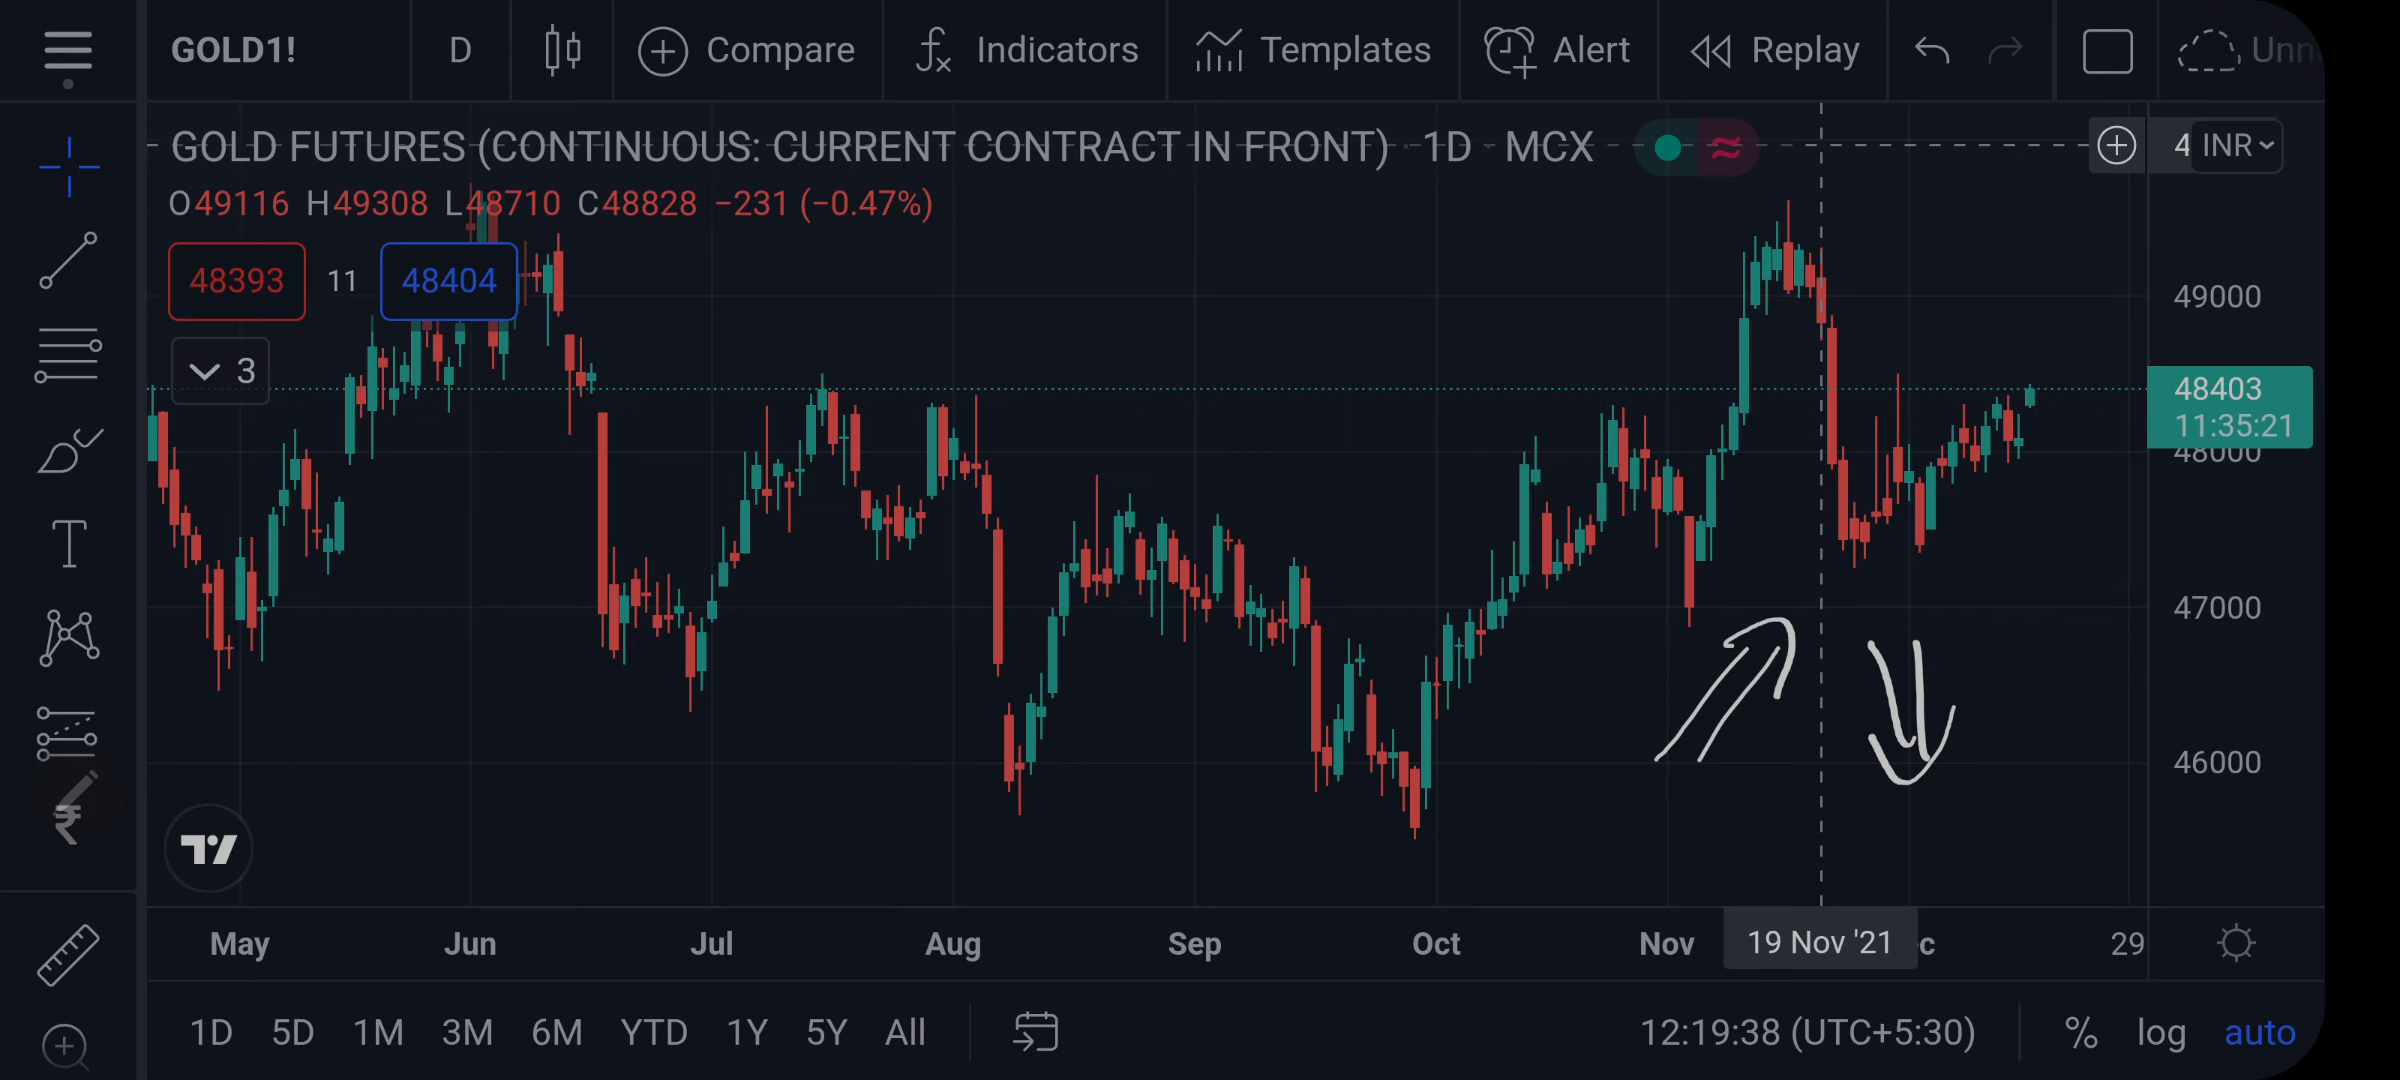 GOLD1! D Compare Indicators Templates Alert Replay
GOLD FUTURES (CONTINUOUS: CURRENT CONTRACT IN FRONT) · 1D · MCX
4 INR
O49116 H49308 L48710 C48828 −231 (−0.47%)
48393 11 48404
49000
3
48403
11:35:21
48000
47000
46000
May Jun Jul Aug Sep Oct Nov 19 Nov '21 29
1D 5D 1M 3M 6M YTD 1Y 5Y All
12:19:38 (UTC+5:30) % log auto